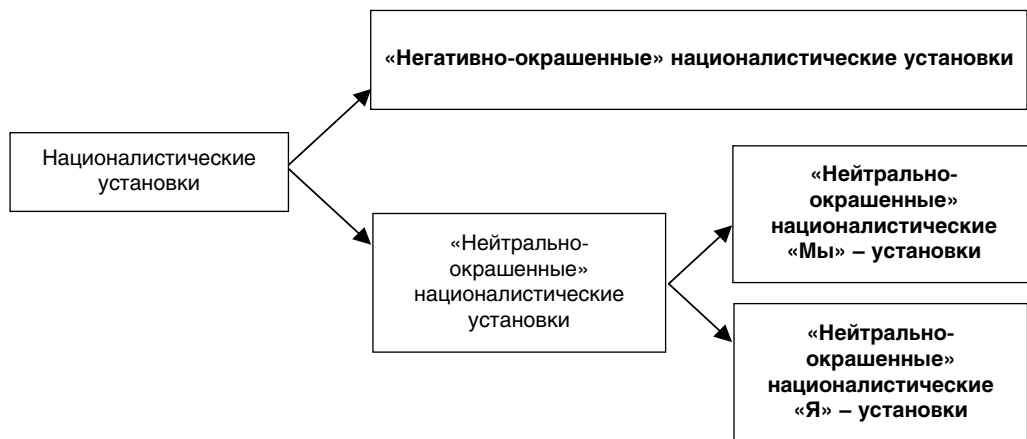 «Негативно-окрашенные» националистические установки
Националистические
установки
«Нейтрально-
окрашенные»
националистические
«Мы» – установки
«Нейтрально-
окрашенные»
националистические
установки
«Нейтрально-
окрашенные»
националистические
«Я» – установки